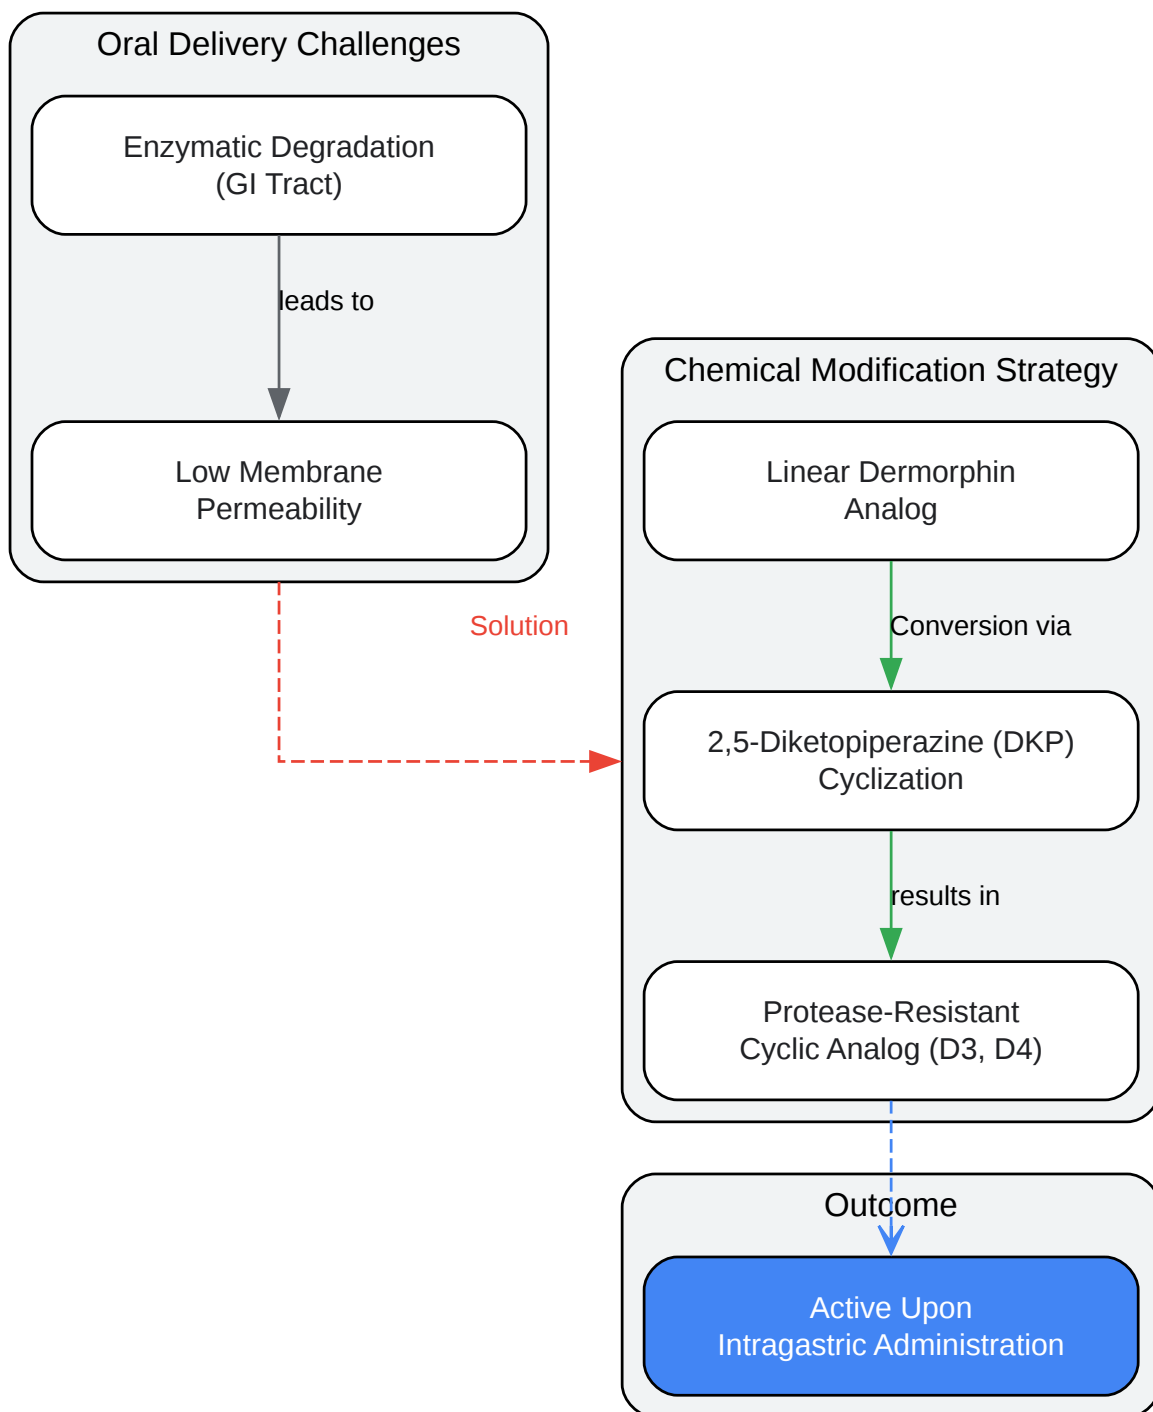 Oral Delivery Challenges
Enzymatic Degradation
(GI Tract)
leads to
Low Membrane
Permeability
Solution
Chemical Modification Strategy
Linear Dermorphin
Analog
Conversion via
2,5-Diketopiperazine (DKP)
Cyclization
results in
Protease-Resistant
Cyclic Analog (D3, D4)
Outcome
Active Upon
Intragastric Administration